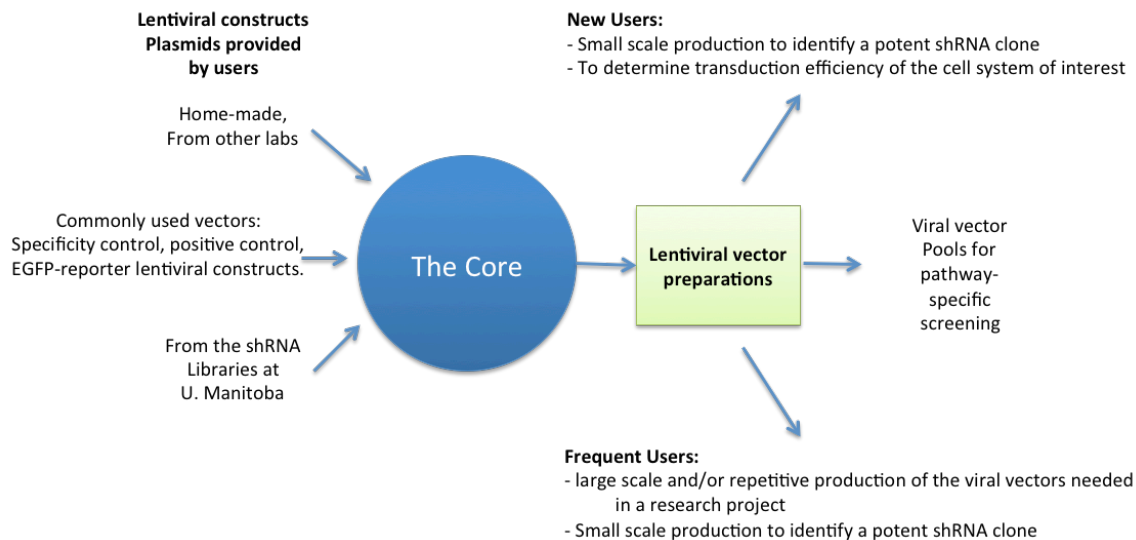 Lentiviral constructs
Plasmids provided
by users
Home-made,
From other labs
Commonly used vectors:
Specificity control, positive control,
EGFP-reporter lentiviral constructs.
From the shRNA
Libraries at
U. Manitoba
The Core
Lentiviral vector
preparations
New Users:
- Small scale production to identify a potent shRNA clone
- To determine transduction efficiency of the cell system of interest
Viral vector
Pools for
pathway-
specific
screening
Frequent Users:
- large scale and/or repetitive production of the viral vectors needed
in a research project
- Small scale production to identify a potent shRNA clone